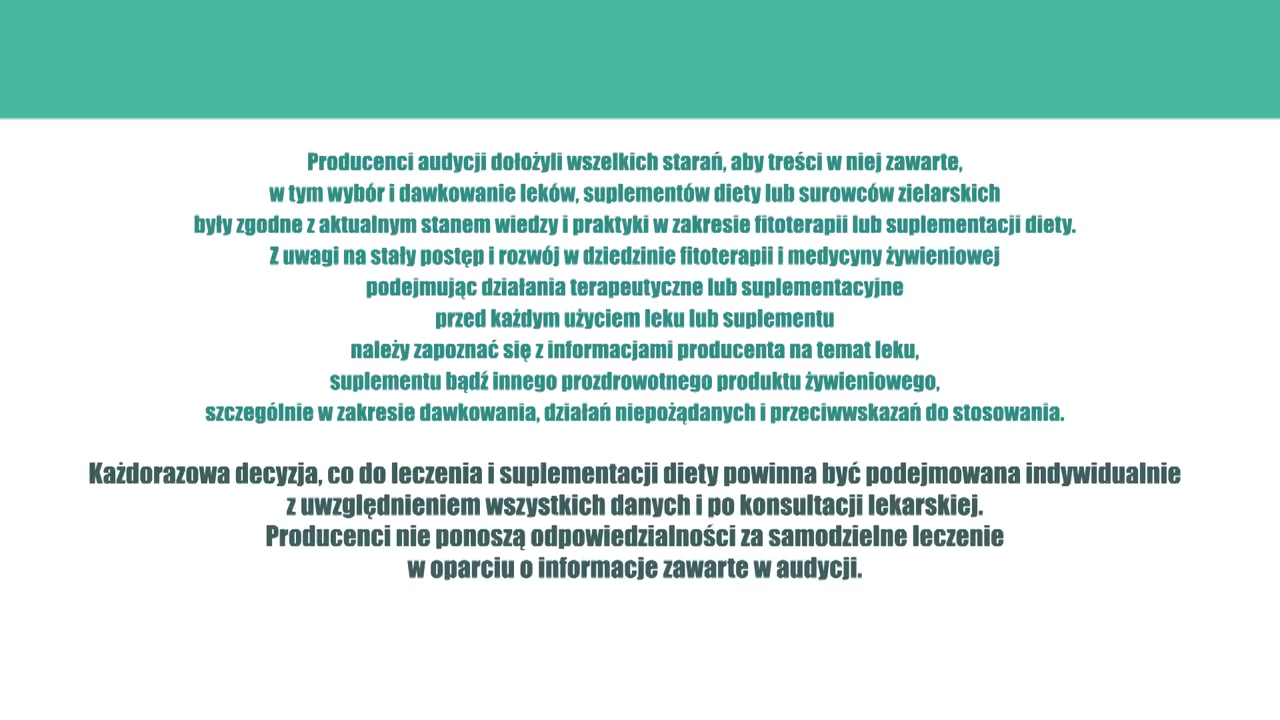 Producenci audycji dołożyli wszelkich starań, aby treści w niej zawarte,
w tym wybór i dawkowanie leków, suplementów diety lub surowców zielarskich
były zgodne z aktualnym stanem wiedzy i praktyki w zakresie fitoterapii lub suplementacji diety.
Z uwagi na stały postęp i rozwój w dziedzinie fitoterapii i medycyny żywieniowej
podejmując działania terapeutyczne lub suplementacyjne
przed każdym użyciem leku lub suplementu
należy zapoznać się z informacjami producenta na temat leku,
suplementu bądź innego prozdrowotnego produktu żywieniowego,
szczególnie w zakresie dawkowania, działań niepożądanych i przeciwwskazań do stosowania.
Każdorazowa decyzja, co do leczenia i suplementacji diety powinna być podejmowana indywidualnie
z uwzględnieniem wszystkich danych i po konsultacji lekarskiej.
Producenci nie ponoszą odpowiedzialności za samodzielne leczenie
w oparciu o informacje zawarte w audycji.